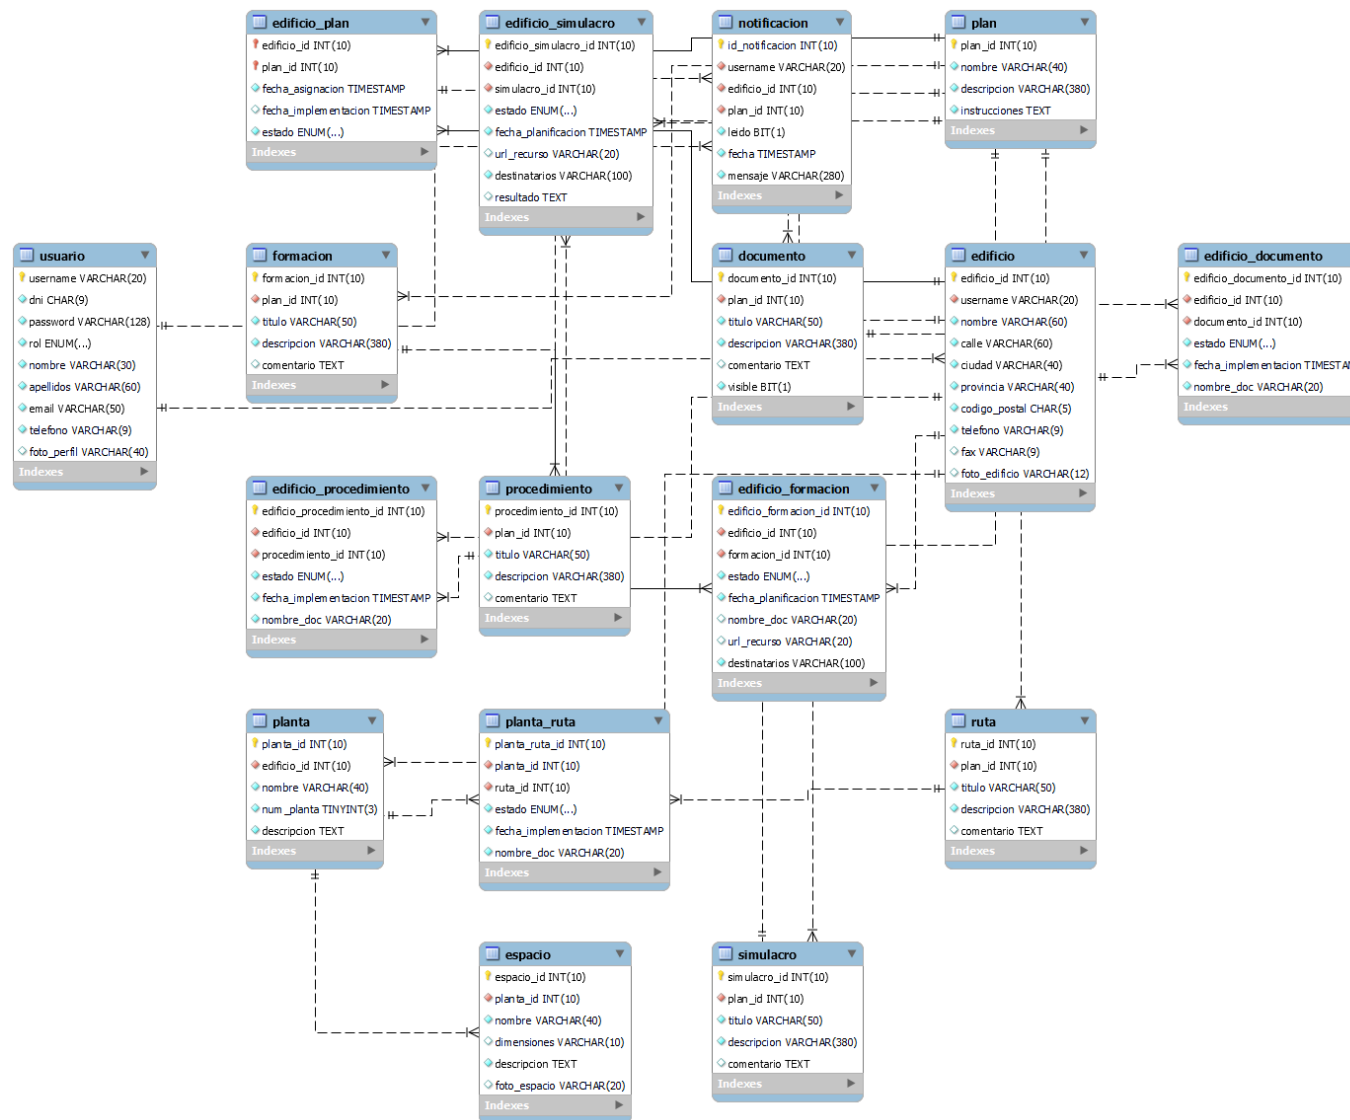 edificio_plan
edificio_id INT(10)
plan_id INT(10)
fecha_asignacion TIMESTAMP
fecha_implementacion TIMESTAMP
estado ENUM(...)
Indexes
edificio_simulacro
edificio_simulacro_id INT(10)
edificio_id INT(10)
simulacro_id INT(10)
estado ENUM(...)
fecha_planificacion TIMESTAMP
url_recurso VARCHAR(20)
destinatarios VARCHAR(100)
resultado TEXT
Indexes
notificacion
id_notificacion INT(10)
username VARCHAR(20)
edificio_id INT(10)
plan_id INT(10)
leido BIT(1)
fecha TIMESTAMP
mensaje VARCHAR(280)
Indexes
plan
plan_id INT(10)
nombre VARCHAR(40)
descripcion VARCHAR(380)
instrucciones TEXT
Indexes
usuario
username VARCHAR(20)
dni CHAR(9)
password VARCHAR(128)
rol ENUM(...)
nombre VARCHAR(30)
apellidos VARCHAR(60)
email VARCHAR(50)
telefono VARCHAR(9)
foto_perfil VARCHAR(40)
Indexes
formacion
formacion_id INT(10)
plan_id INT(10)
titulo VARCHAR(50)
descripcion VARCHAR(380)
comentario TEXT
Indexes
documento
documento_id INT(10)
plan_id INT(10)
titulo VARCHAR(50)
descripcion VARCHAR(380)
comentario TEXT
visible BIT(1)
Indexes
edificio
edificio_id INT(10)
username VARCHAR(20)
nombre VARCHAR(60)
calle VARCHAR(60)
ciudad VARCHAR(40)
provincia VARCHAR(40)
codigo_postal CHAR(5)
telefono VARCHAR(9)
fax VARCHAR(9)
foto_edificio VARCHAR(12)
Indexes
edificio_documento
edificio_documento_id INT(10)
edificio_id INT(10)
documento_id INT(10)
estado ENUM(...)
fecha_implementacion TIMESTAM
nombre_doc VARCHAR(20)
Indexes
edificio_procedimiento
edificio_procedimiento_id INT(10)
edificio_id INT(10)
procedimiento_id INT(10)
estado ENUM(...)
fecha_implementacion TIMESTAMP
nombre_doc VARCHAR(20)
Indexes
procedimiento
procedimiento_id INT(10)
plan_id INT(10)
titulo VARCHAR(50)
descripcion VARCHAR(380)
comentario TEXT
Indexes
edificio_formacion
edificio_formacion_id INT(10)
edificio_id INT(10)
formacion_id INT(10)
estado ENUM(...)
fecha_planificacion TIMESTAMP
nombre_doc VARCHAR(20)
url_recurso VARCHAR(20)
destinatarios VARCHAR(100)
Indexes
planta
planta_id INT(10)
edificio_id INT(10)
nombre VARCHAR(40)
num_planta TINYINT(3)
descripcion TEXT
Indexes
planta_ruta
planta_ruta_id INT(10)
planta_id INT(10)
ruta_id INT(10)
estado ENUM(...)
fecha_implementacion TIMESTAMP
nombre_doc VARCHAR(20)
Indexes
ruta
ruta_id INT(10)
plan_id INT(10)
titulo VARCHAR(50)
descripcion VARCHAR(380)
comentario TEXT
Indexes
espacio
espacio_id INT(10)
planta_id INT(10)
nombre VARCHAR(40)
dimensiones VARCHAR(10)
descripcion TEXT
foto_espacio VARCHAR(20)
Indexes
simulacro
simulacro_id INT(10)
plan_id INT(10)
titulo VARCHAR(50)
descripcion VARCHAR(380)
comentario TEXT
Indexes